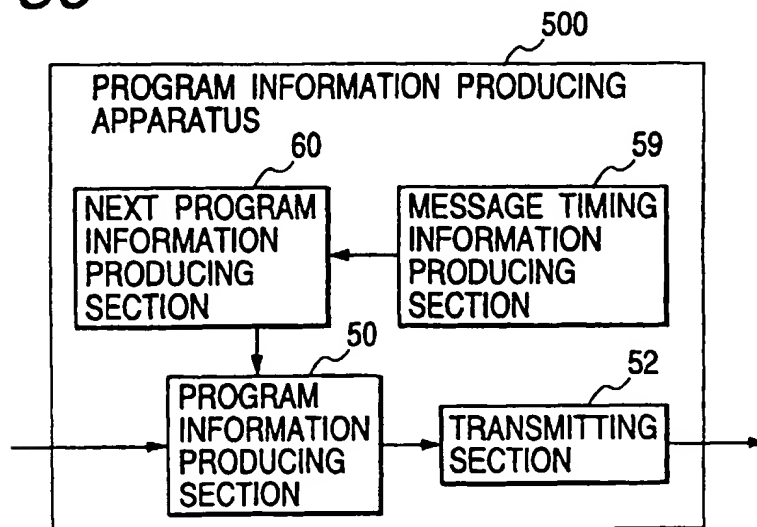 500
PROGRAM INFORMATION PRODUCING
APPARATUS
60
59
NEXT PROGRAM
INFORMATION
PRODUCING
SECTION
MESSAGE TIMING
INFORMATION
PRODUCING
SECTION
50
52
PROGRAM
INFORMATION
PRODUCING
SECTION
TRANSMITTING
SECTION